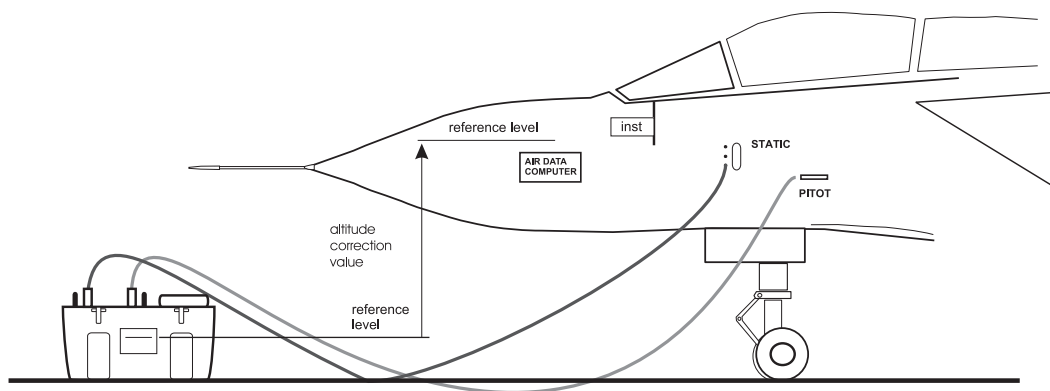 reference level
inst
STATIC
AIR DATA
COMPUTER
PITOT
altitude
correction
value
reference
level